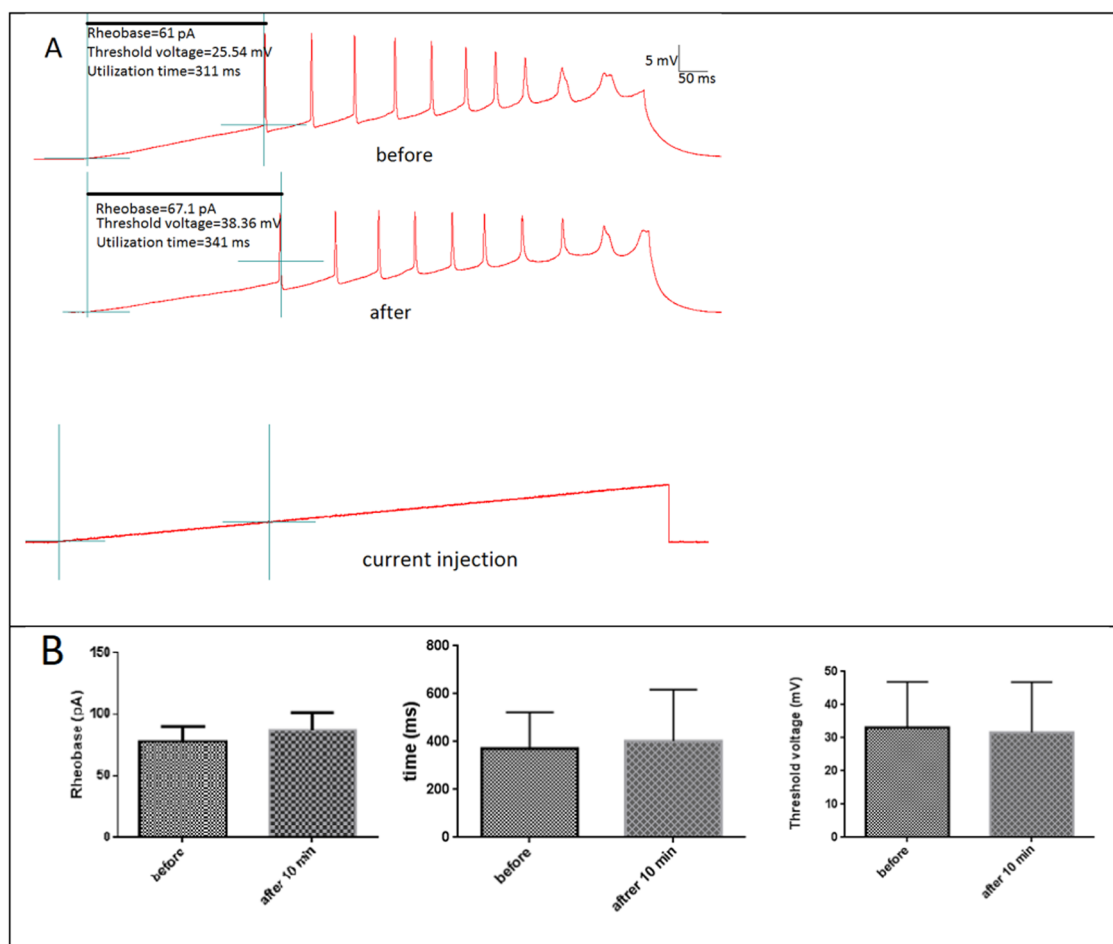 A
Rheobase=61 pA
Threshold voltage=25.54 mV
Utilization time=311 ms
5 mV
50 ms
before
Rheobase=67.1 pA
Threshold voltage=38.36 mV
Utilization time=341 ms
after
current injection
B
Rheobase (pA)
150
100
50
0
before
after 10 min
time (ms)
800
600
400
200
0
before
aftrer 10 min
Threshold voltage (mV)
50
40
30
20
10
0
before
after 10 min